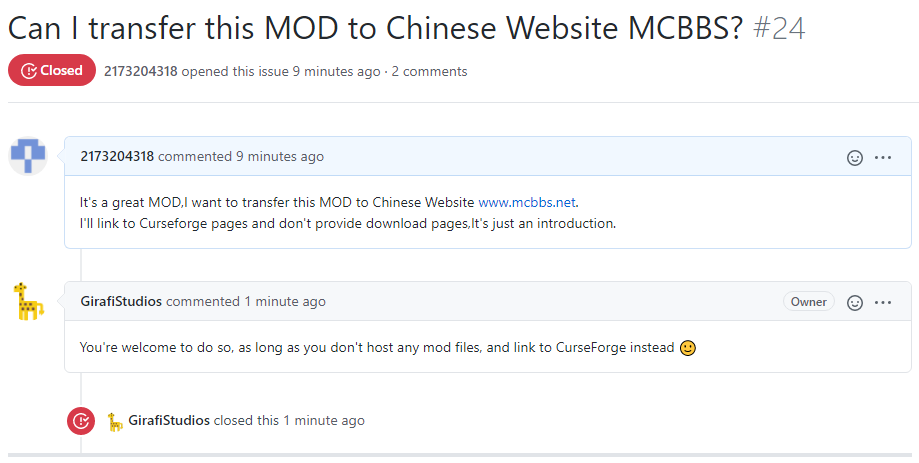 Can I transfer this MOD to Chinese Website MCBBS? #24
Closed 2173204318 opened this issue 9 minutes ago · 2 comments
2173204318 commented 9 minutes ago
It's a great MOD,I want to transfer this MOD to Chinese Website www.mcbbs.net.
I'll link to Curseforge pages and don't provide download pages,It's just an introduction.
GirafiStudios commented 1 minute ago Owner
You're welcome to do so, as long as you don't host any mod files, and link to CurseForge instead 🙂
GirafiStudios closed this 1 minute ago